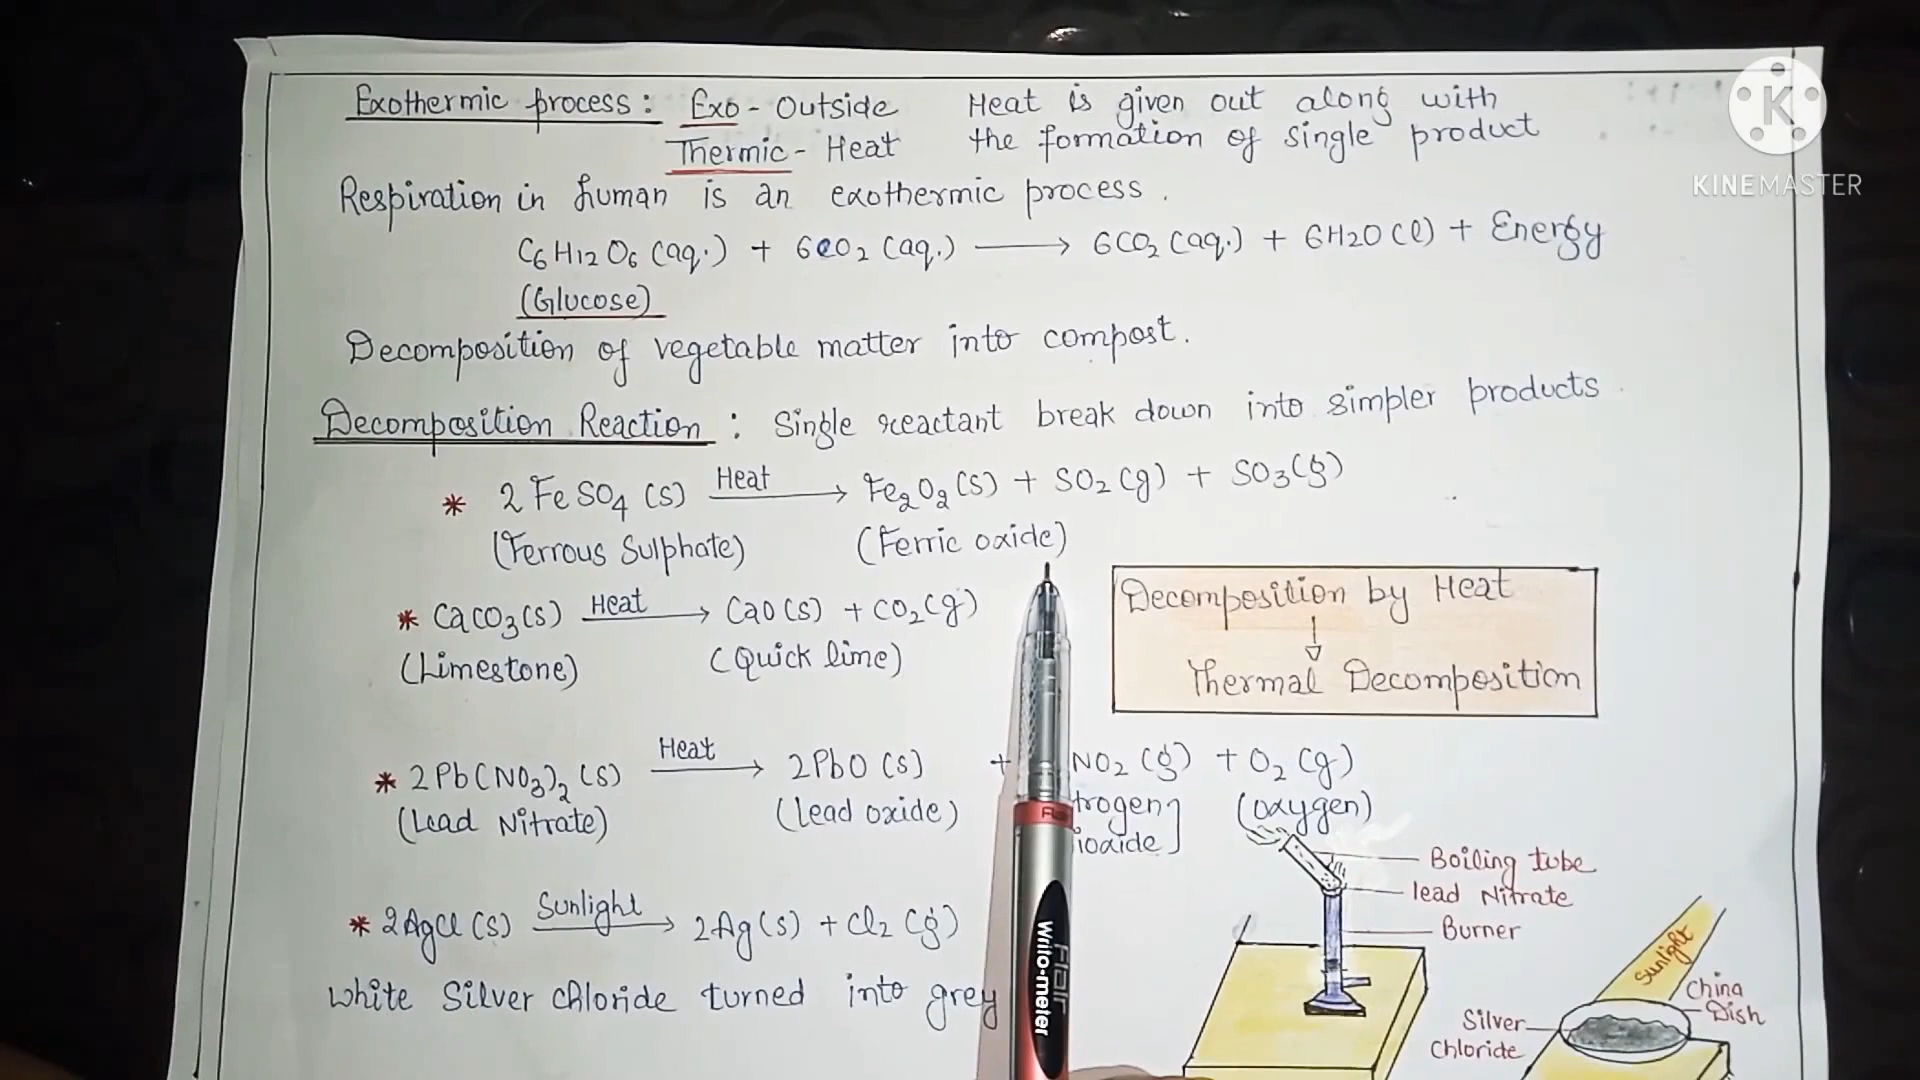 Exothermic process : Exo - Outside Heat is given out along with
Thermic - Heat the formation of single product
Respiration in human is an exothermic process .
C6H12O6 (aq.) + 6CO2 (aq.) → 6CO2 (aq.) + 6H2O (l) + Energy
(Glucose)
Decomposition of vegetable matter into compost.
Decomposition Reaction : Single reactant break down into simpler products
* 2 FeSO4 (s) Heat → Fe2O3 (s) + SO2 (g) + SO3 (g)
(Ferrous Sulphate) (Ferric oxide)
* CaCO3 (s) Heat → CaO (s) + CO2 (g)
(Limestone) (Quick lime)
Decomposition by Heat
Thermal Decomposition
* 2Pb(NO3)2 (s) Heat → 2PbO (s) + NO2 (g) + O2 (g)
(Lead Nitrate) (lead oxide) trogen (oxygen)
ioxide
Boiling tube
lead Nitrate
Burner
* 2AgCl (s) Sunlight → 2Ag (s) + Cl2 (g)
White Silver chloride turned into grey
Sunlight
China
Dish
Silver
Chloride
KINEMASTER
K
Flair
Writo-meter